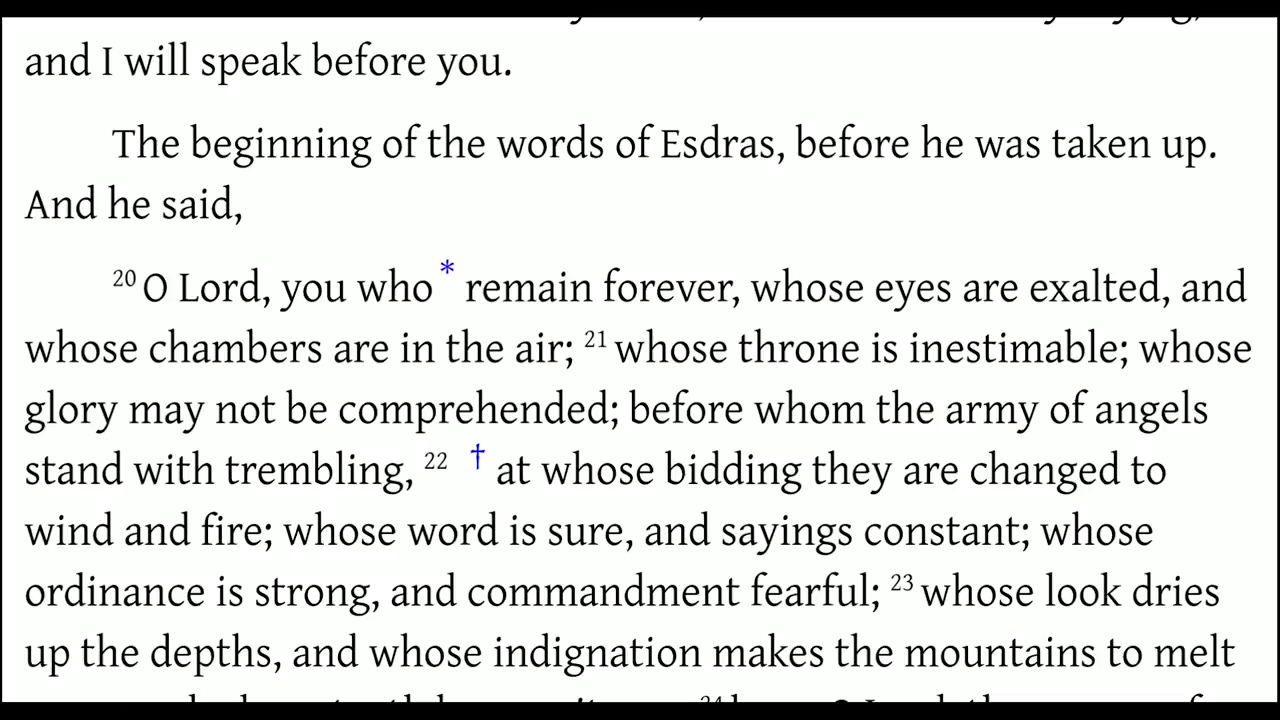 and I will speak before you.
The beginning of the words of Esdras, before he was taken up.
And he said,
20 O Lord, you who * remain forever, whose eyes are exalted, and
whose chambers are in the air; 21 whose throne is inestimable; whose
glory may not be comprehended; before whom the army of angels
stand with trembling, 22 † at whose bidding they are changed to
wind and fire; whose word is sure, and sayings constant; whose
ordinance is strong, and commandment fearful; 23 whose look dries
up the depths, and whose indignation makes the mountains to melt